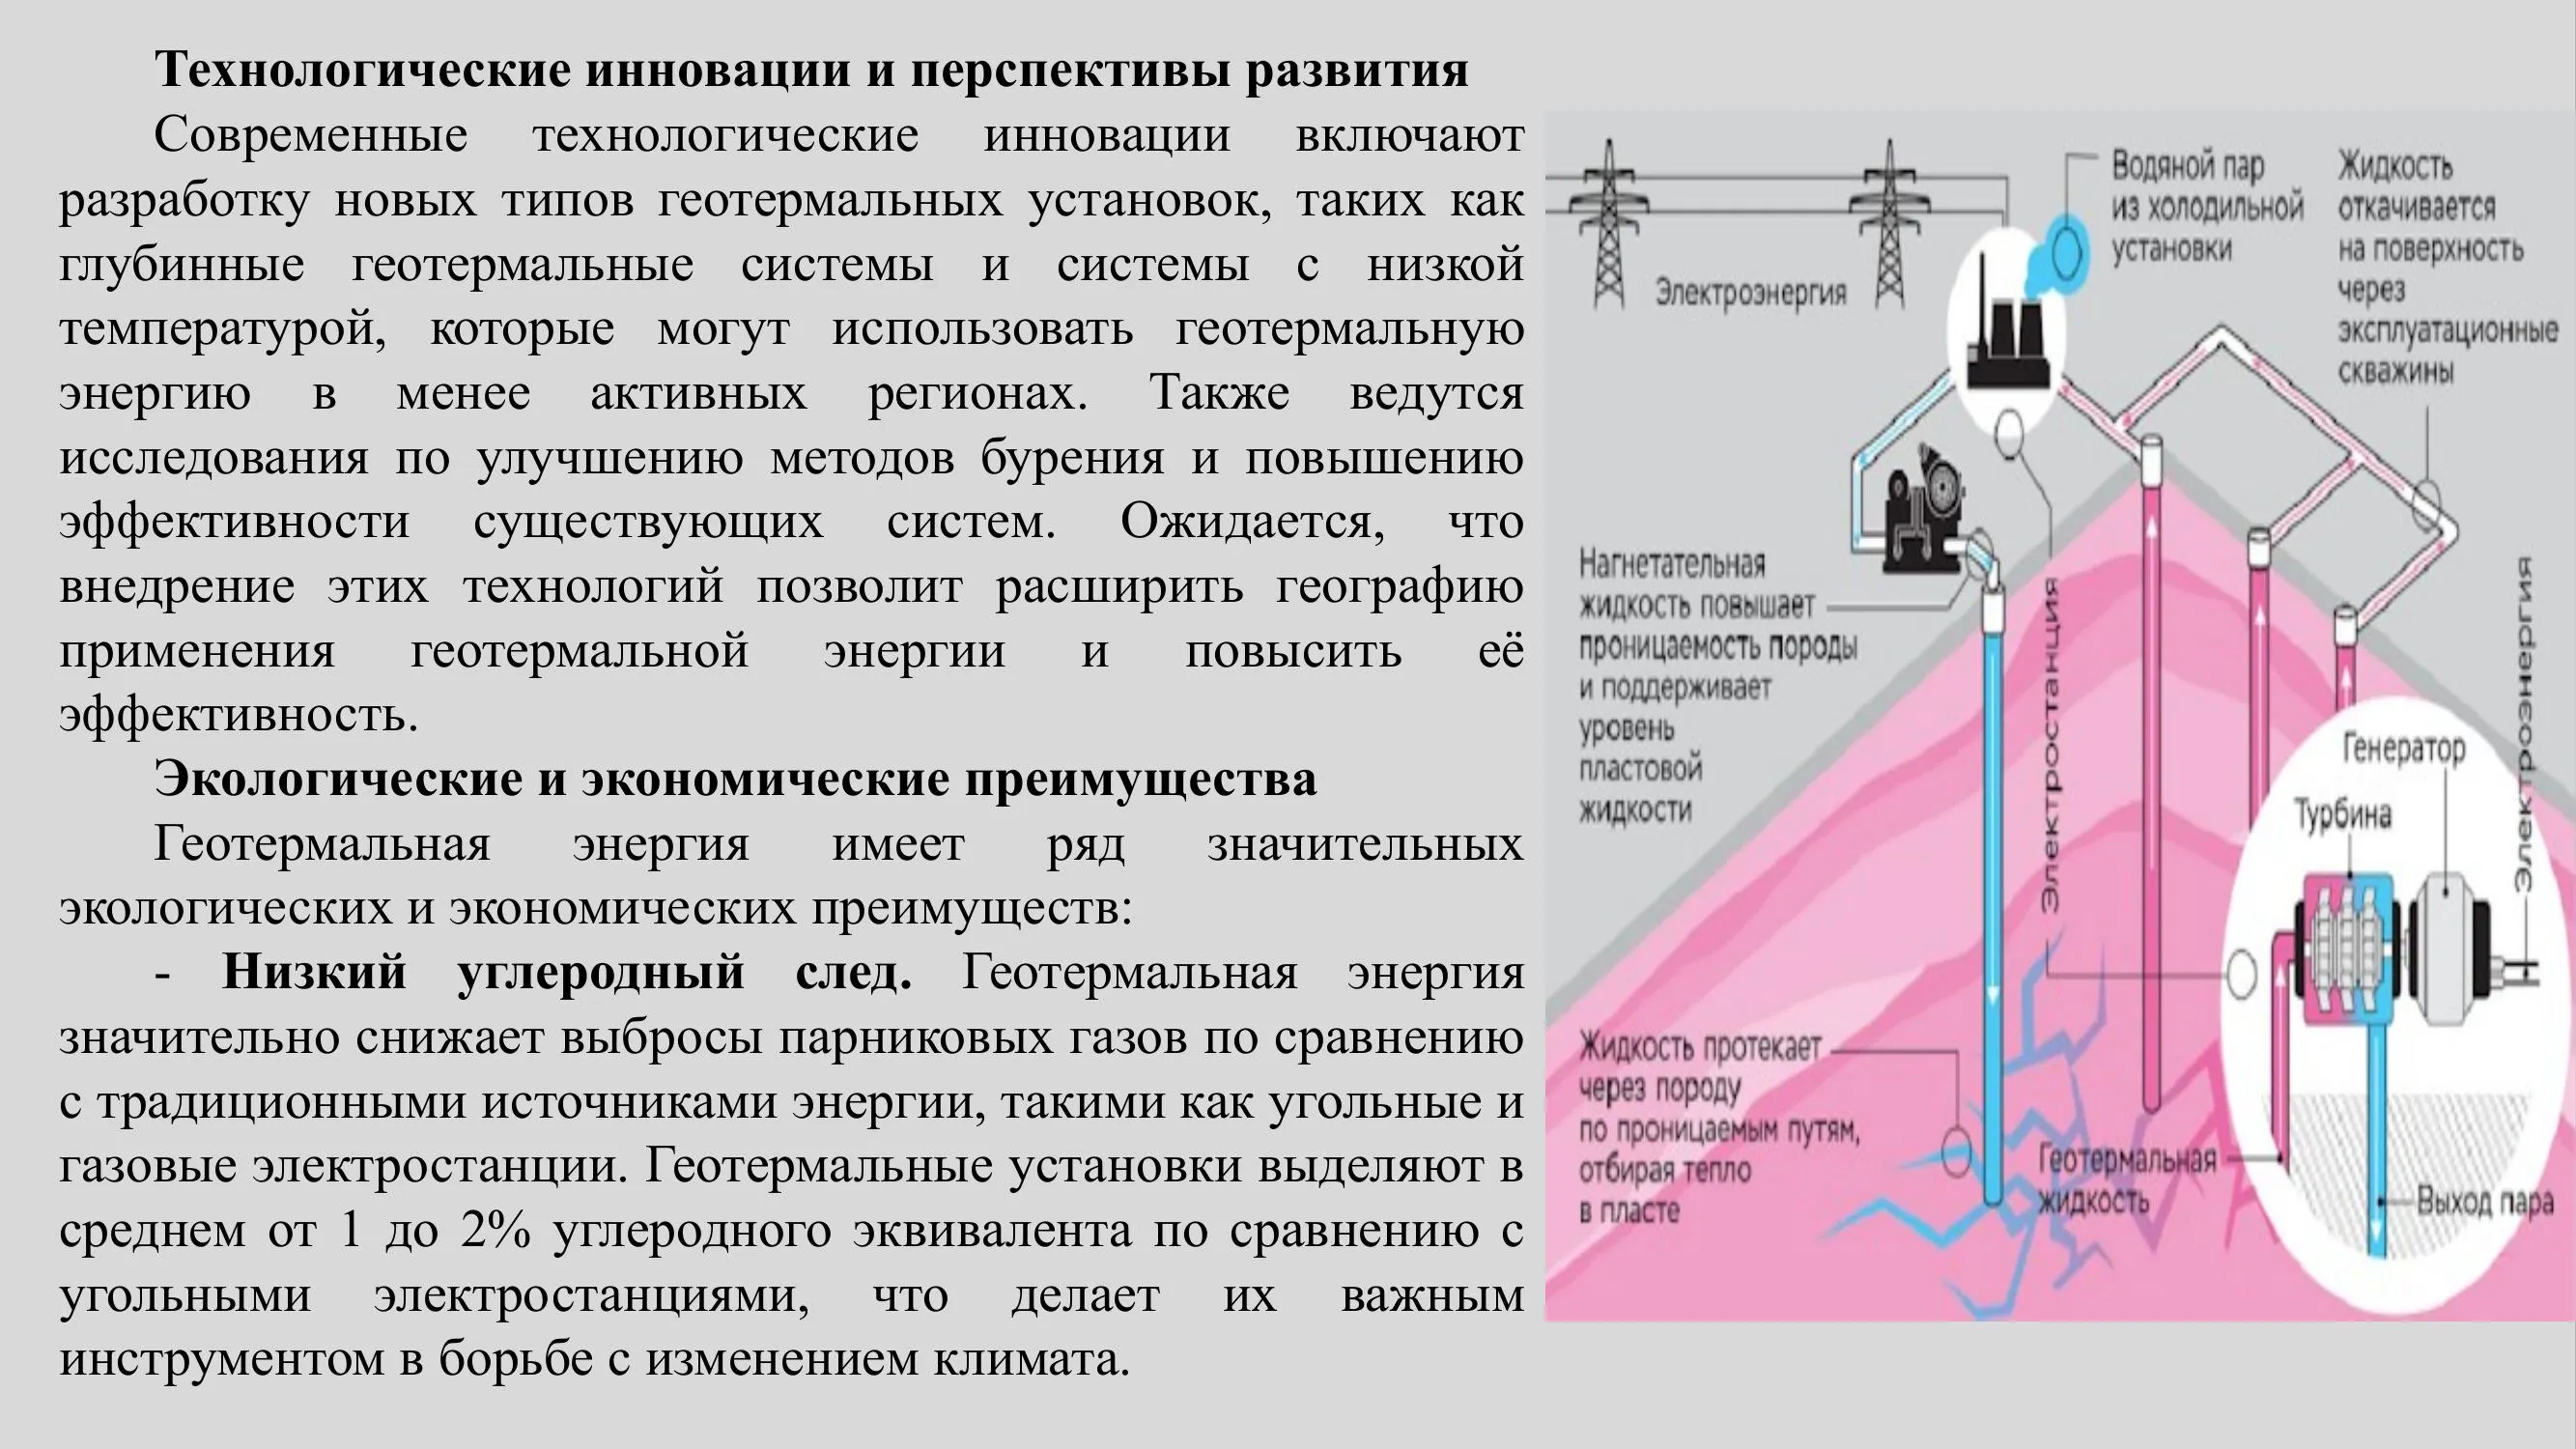 Технологические инновации и перспективы развития
Современные технологические инновации включают
разработку новых типов геотермальных установок, таких как
глубинные геотермальные системы и системы с низкой
температурой, которые могут использовать геотермальную
энергию в менее активных регионах. Также ведутся
исследования по улучшению методов бурения и повышению
эффективности существующих систем. Ожидается, что
внедрение этих технологий позволит расширить географию
применения геотермальной энергии и повысить её
эффективность.
Экологические и экономические преимущества
Геотермальная энергия имеет ряд значительных
экологических и экономических преимуществ:
- Низкий углеродный след. Геотермальная энергия
значительно снижает выбросы парниковых газов по сравнению
с традиционными источниками энергии, такими как угольные и
газовые электростанции. Геотермальные установки выделяют в
среднем от 1 до 2% углеродного эквивалента по сравнению с
угольными электростанциями, что делает их важным
инструментом в борьбе с изменением климата.
Электроэнергия
Водяной пар
из холодильной
установки
Жидкость
откачивается
на поверхность
через
эксплуатационные
скважины
Нагнетательная
жидкость повышает
проницаемость породы
и поддерживает
уровень
пластовой
жидкости
Электростанция
Электроэнергия
Генератор
Турбина
Жидкость протекает
через породу
по проницаемым путям,
отбирая тепло
в пласте
Геотермальная
жидкость
Выход пара